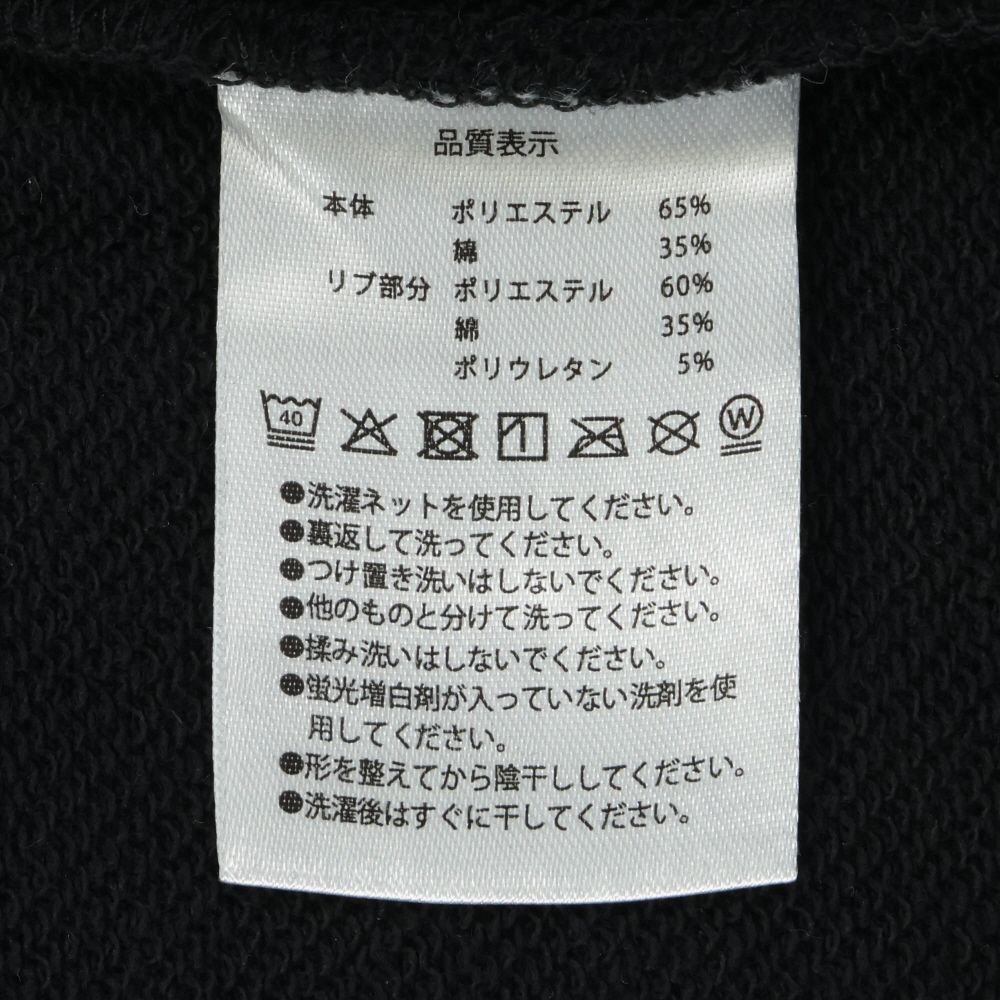 品質表示
本体 ポリエステル 65%
綿 35%
リブ部分 ポリエステル 60%
綿 35%
ポリウレタン 5%
40 W
●洗濯ネットを使用してください。
●裏返して洗ってください。
●つけ置き洗いはしないでください。
●他のものと分けて洗ってください。
●揉み洗いはしないでください。
●蛍光増白剤が入っていない洗剤を使
用してください。
●形を整えてから陰干ししてください。
●洗濯後はすぐに干してください。